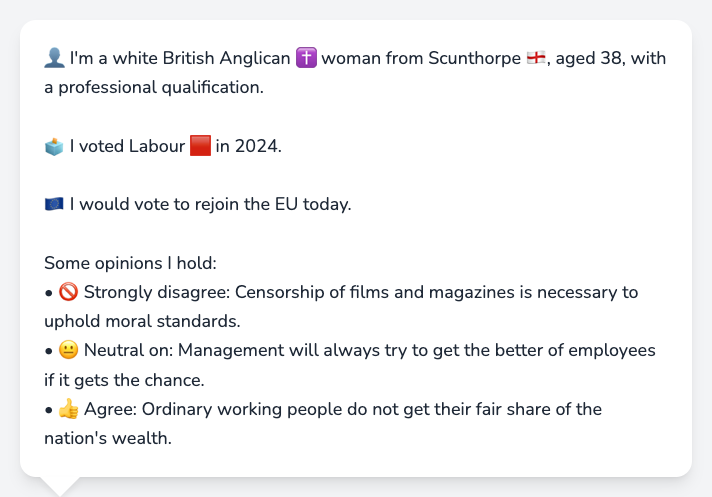 👤 I'm a white British Anglican ✝️ woman from Scunthorpe 🏴󠁧󠁢󠁥󠁮󠁧󠁿, aged 38, with
a professional qualification.
🗳️ I voted Labour 🟥 in 2024.
🇪🇺 I would vote to rejoin the EU today.
Some opinions I hold:
• 🚫 Strongly disagree: Censorship of films and magazines is necessary to
uphold moral standards.
• 😐 Neutral on: Management will always try to get the better of employees
if it gets the chance.
• 👍 Agree: Ordinary working people do not get their fair share of the
nation's wealth.